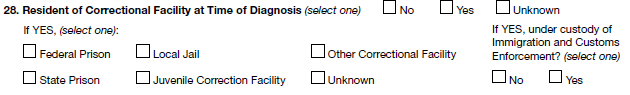 28. Resident of Correctional Facility at Time of Diagnosis (select one) No Yes Unknown
If YES, (select one):
Federal Prison Local Jail Other Correctional Facility
State Prison Juvenile Correction Facility Unknown
If YES, under custody of
Immigration and Customs
Enforcement? (select one)
No Yes